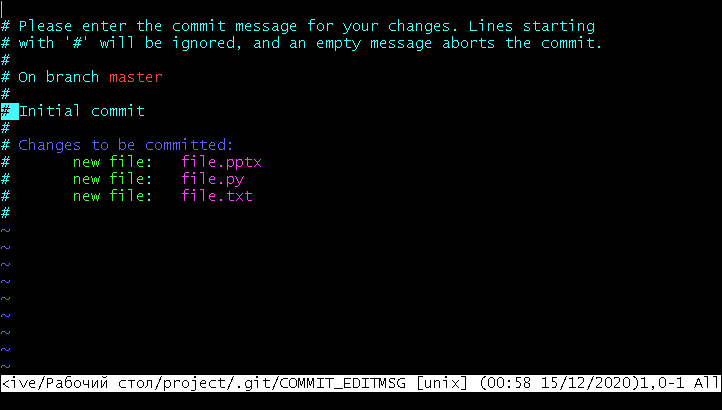 # Please enter the commit message for your changes. Lines starting
# with '#' will be ignored, and an empty message aborts the commit.
#
# On branch master
#
# Initial commit
#
# Changes to be committed:
#       new file:   file.pptx
#       new file:   file.py
#       new file:   file.txt
#
~
~
~
~
~
~
~
~
~
<ive/Рабочий стол/project/.git/COMMIT_EDITMSG [unix] (00:58 15/12/2020)1,0-1 All